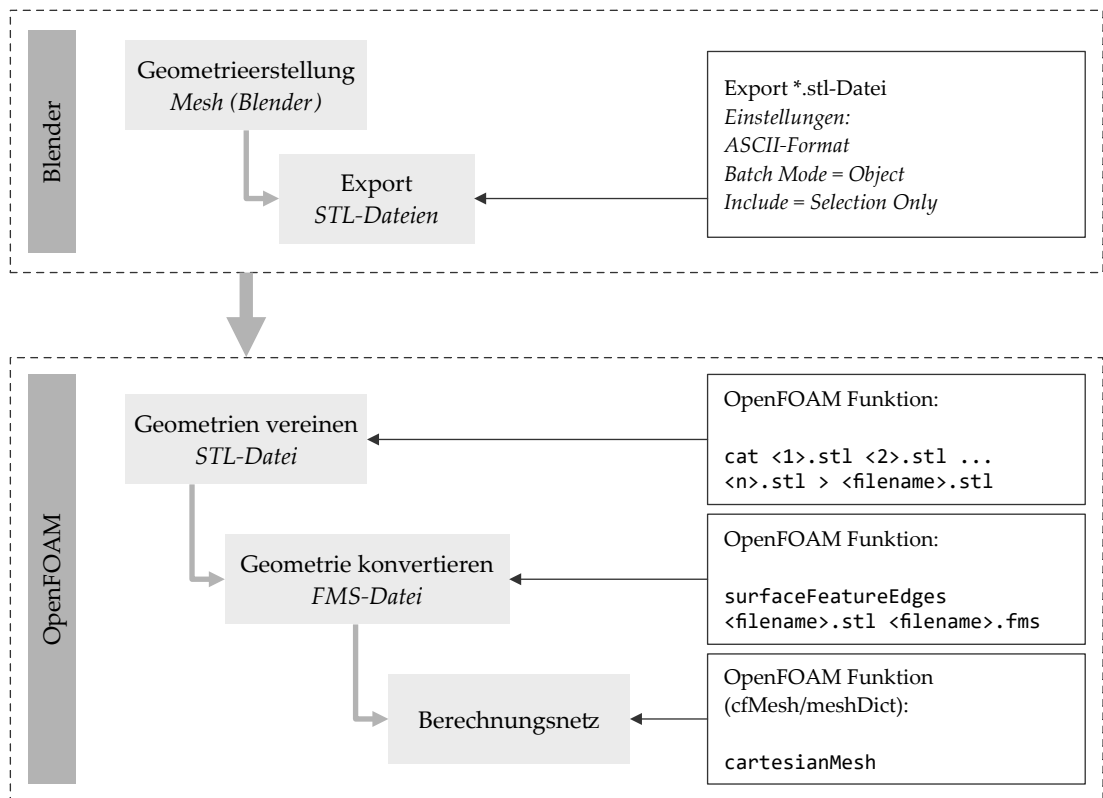 Blender
Geometrieerstellung
Mesh (Blender)
Export
STL-Dateien
Export *.stl-Datei
Einstellungen:
ASCII-Format
Batch Mode = Object
Include = Selection Only
OpenFOAM
Geometrien vereinen
STL-Datei
OpenFOAM Funktion:
cat <1>.stl <2>.stl ...
<n>.stl > <filename>.stl
Geometrie konvertieren
FMS-Datei
OpenFOAM Funktion:
surfaceFeatureEdges
<filename>.stl <filename>.fms
Berechnungsnetz
OpenFOAM Funktion
(cfMesh/meshDict):
cartesianMesh